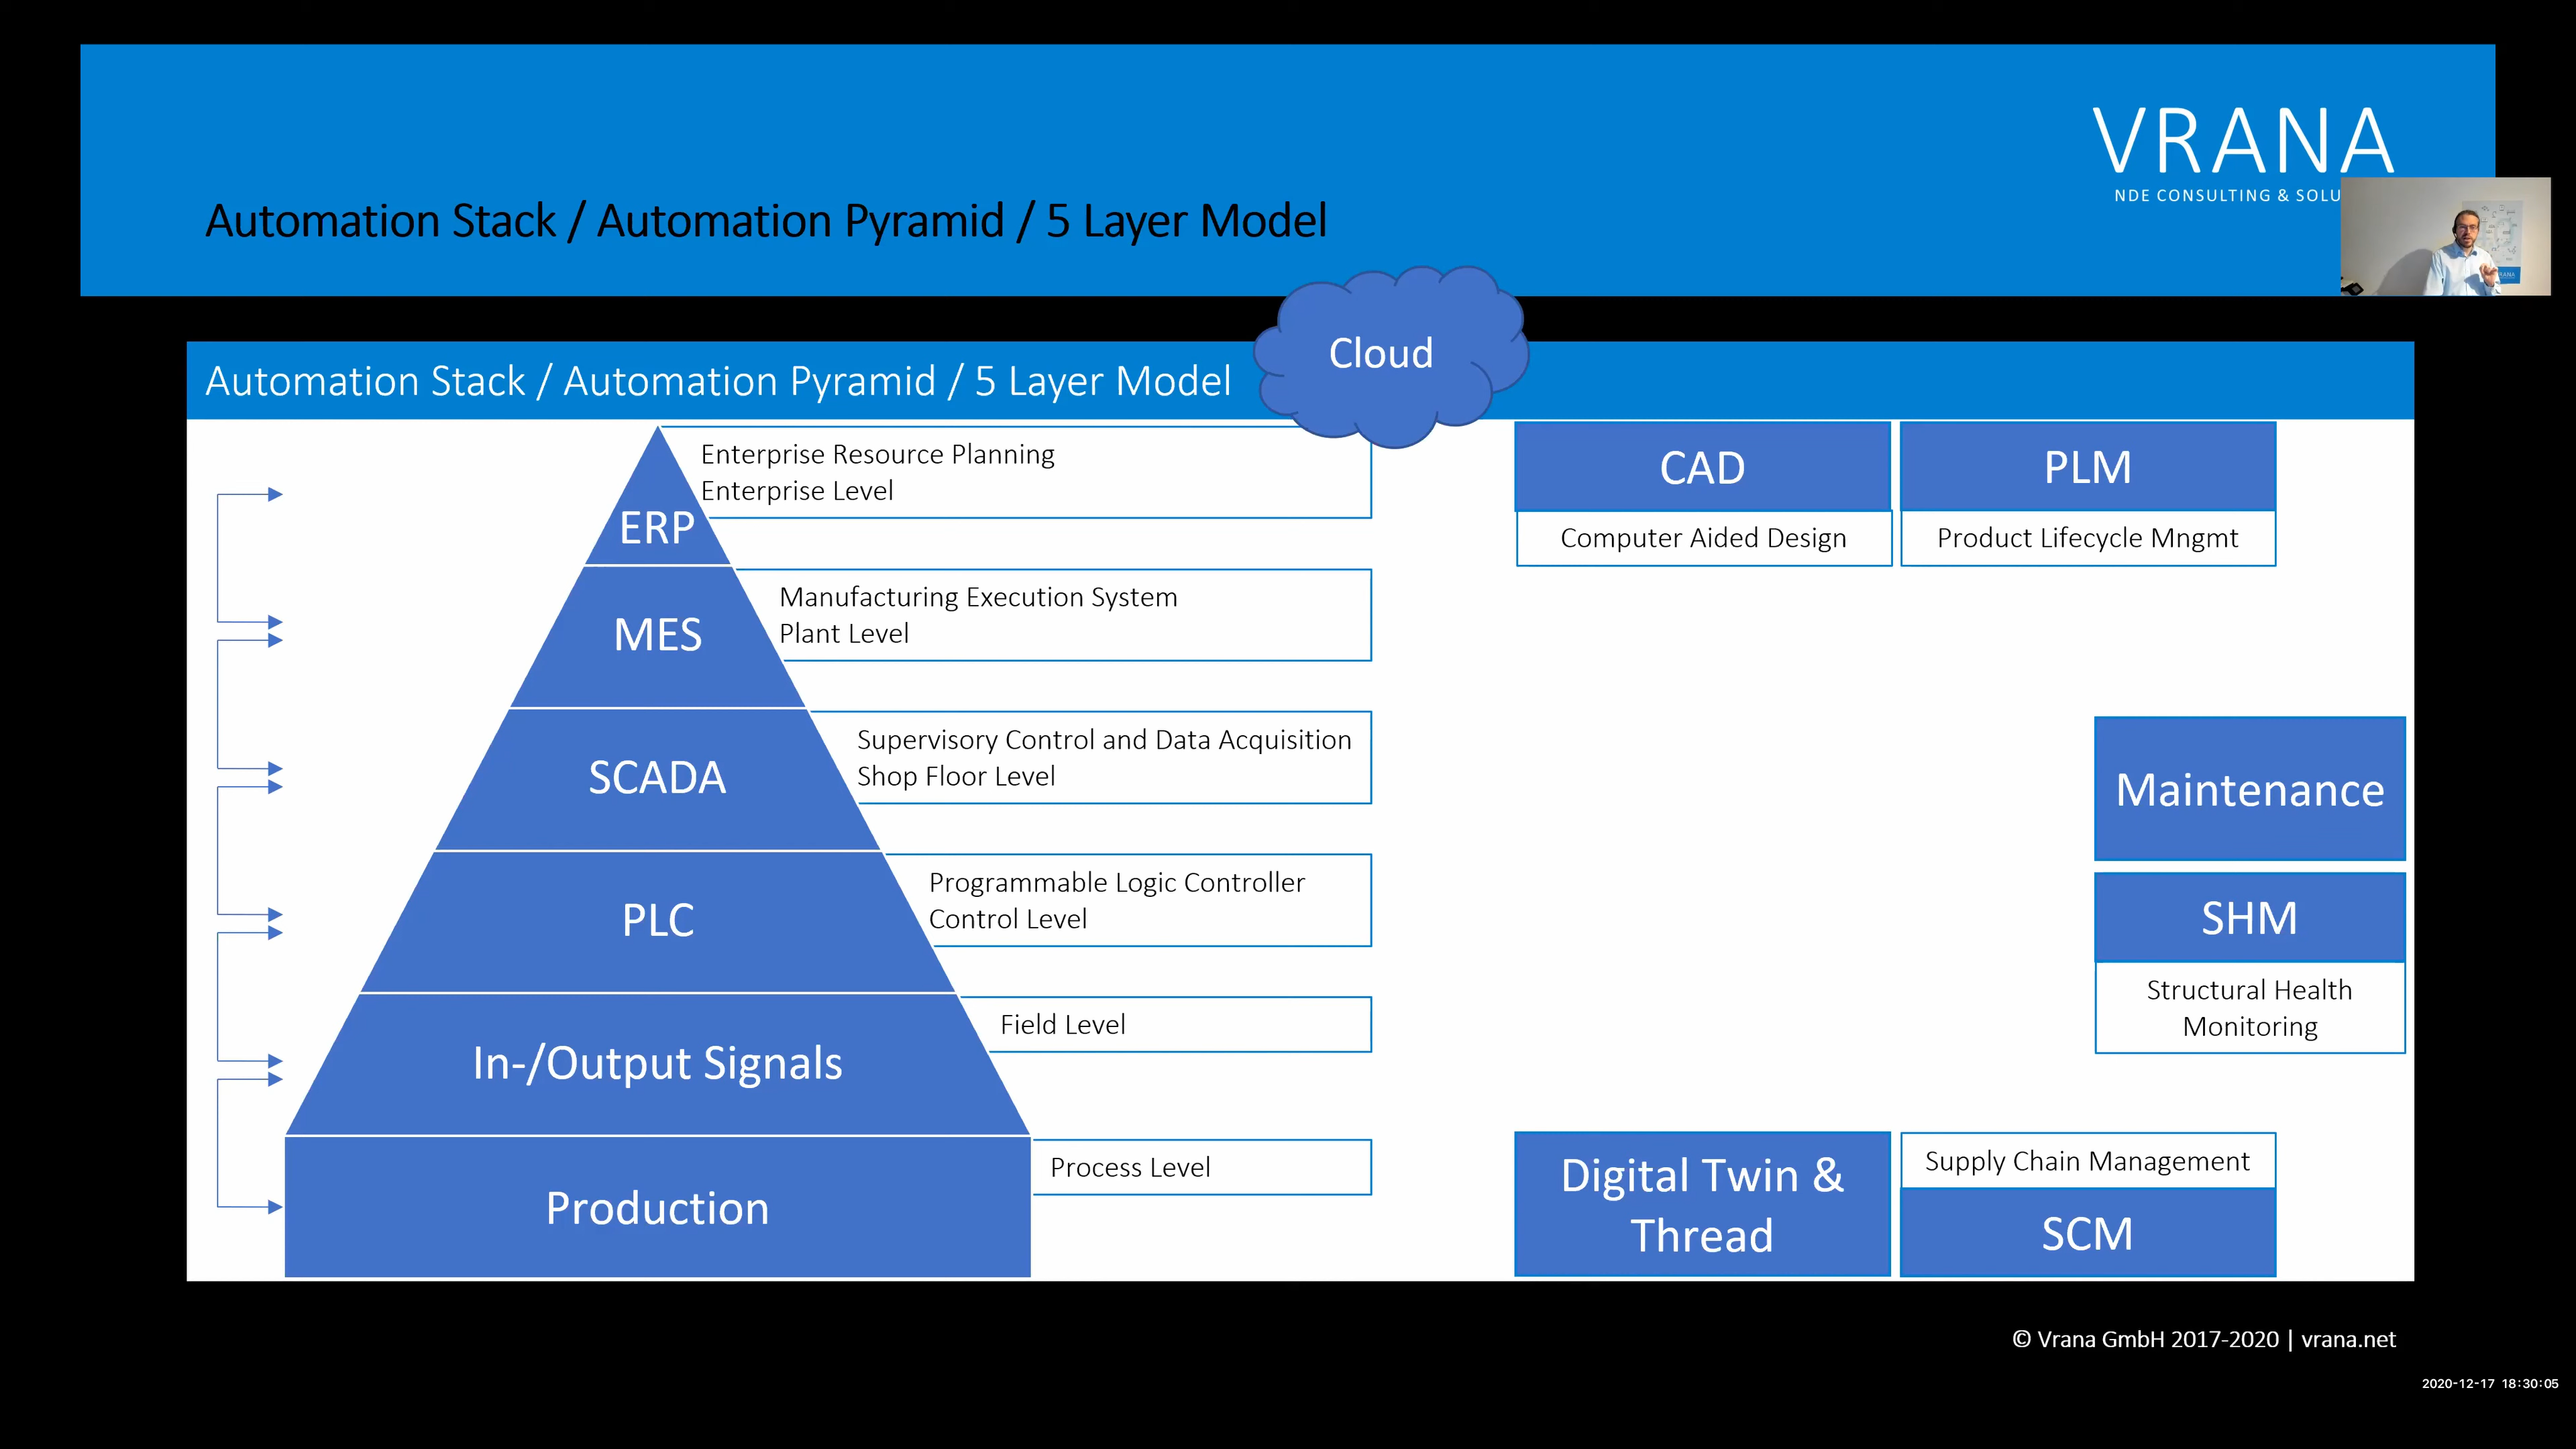 VRANA
NDE CONSULTING & SOLU
Automation Stack / Automation Pyramid / 5 Layer Model
Cloud
Automation Stack / Automation Pyramid / 5 Layer Model
ERP
Enterprise Resource Planning
Enterprise Level
MES
Manufacturing Execution System
Plant Level
SCADA
Supervisory Control and Data Acquisition
Shop Floor Level
PLC
Programmable Logic Controller
Control Level
In-/Output Signals
Field Level
Production
Process Level
CAD
Computer Aided Design
PLM
Product Lifecycle Mngmt
Maintenance
SHM
Structural Health
Monitoring
Digital Twin &
Thread
Supply Chain Management
SCM
© Vrana GmbH 2017-2020 | vrana.net
2020-12-17 18:30:05